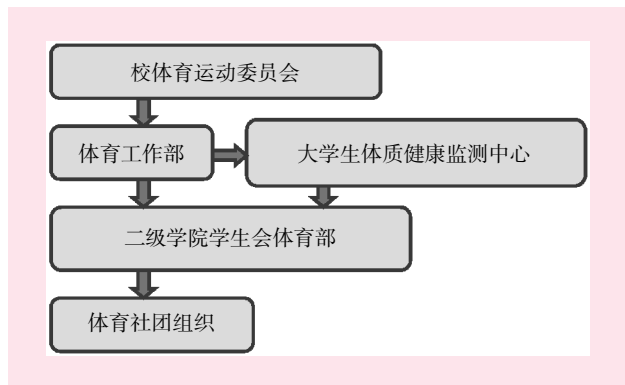 校体育运动委员会
体育工作部
大学生体质健康监测中心
二级学院学生会体育部
体育社团组织